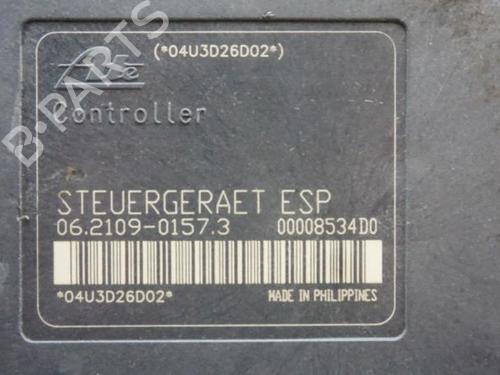 (*04U3D26D02*)
Controller
STEUERGERAET ESP
06.2109-0157.3 00008534D0
*04U3D26D02* MADE IN PHILIPPINES
B-PARTS